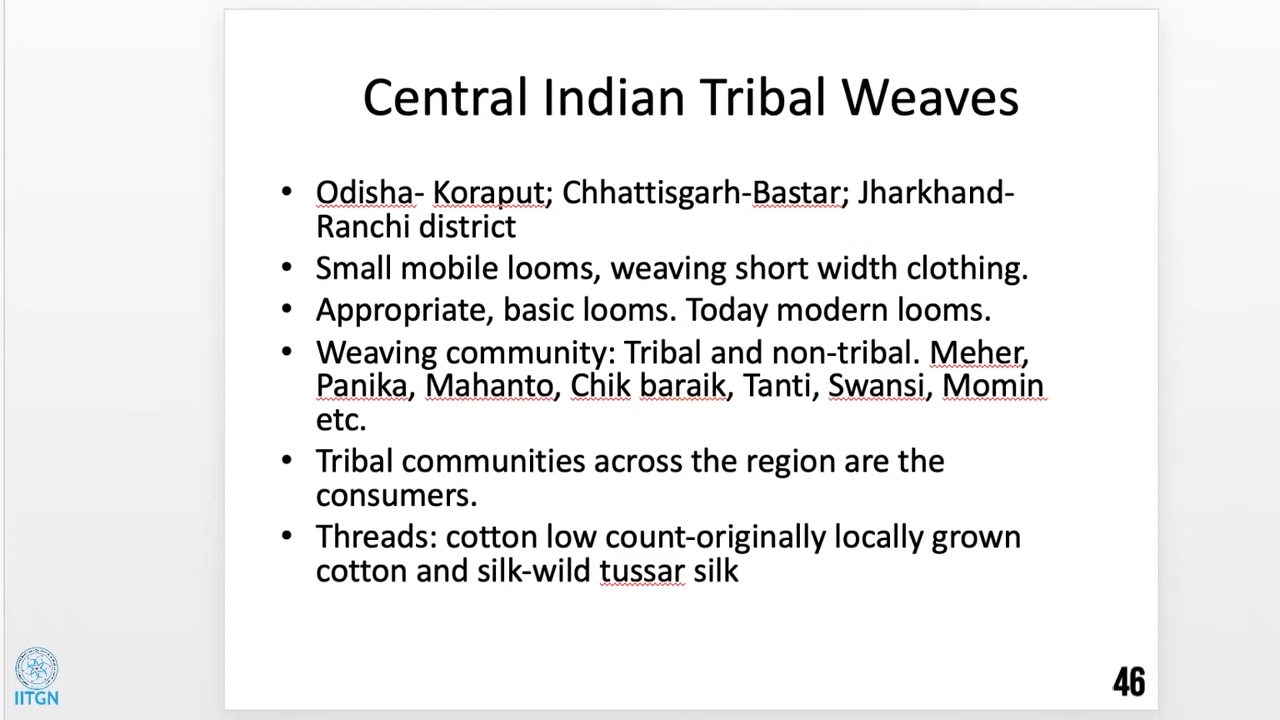 Central Indian Tribal Weaves
• Odisha- Koraput; Chhattisgarh-Bastar; Jharkhand-
Ranchi district
• Small mobile looms, weaving short width clothing.
• Appropriate, basic looms. Today modern looms.
• Weaving community: Tribal and non-tribal. Meher,
Panika, Mahanto, Chik baraik, Tanti, Swansi, Momin
etc.
• Tribal communities across the region are the
consumers.
• Threads: cotton low count-originally locally grown
cotton and silk-wild tussar silk
IITGN
46